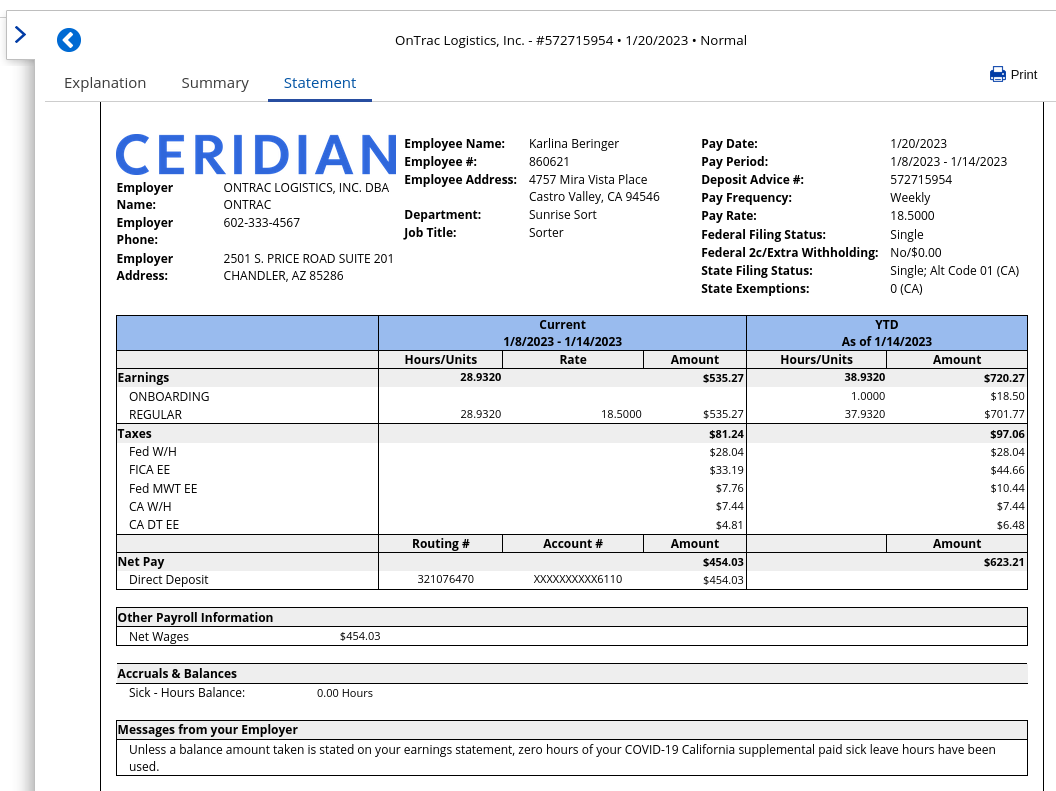 OnTrac Logistics, Inc. - #572715954 • 1/20/2023 • Normal
Explanation Summary Statement
Print
CERIDIAN
Employer Name: ONTRAC LOGISTICS, INC. DBA ONTRAC
Employer Phone: 602-333-4567
Employer Address: 2501 S. PRICE ROAD SUITE 201 CHANDLER, AZ 85286
Employee Name: Karlina Beringer
Employee #: 860621
Employee Address: 4757 Mira Vista Place
Castro Valley, CA 94546
Department: Sunrise Sort
Job Title: Sorter
Pay Date: 1/20/2023
Pay Period: 1/8/2023 - 1/14/2023
Deposit Advice #: 572715954
Pay Frequency: Weekly
Pay Rate: 18.5000
Federal Filing Status: Single
Federal 2c/Extra Withholding: No/$0.00
State Filing Status: Single; Alt Code 01 (CA)
State Exemptions: 0 (CA)
Current YTD
1/8/2023 - 1/14/2023 As of 1/14/2023
Hours/Units Rate Amount Hours/Units Amount
Earnings 28.9320 $535.27 38.9320 $720.27
ONBOARDING 1.0000 $18.50
REGULAR 28.9320 18.5000 $535.27 37.9320 $701.77
Taxes $81.24 $97.06
Fed W/H $28.04 $28.04
FICA EE $33.19 $44.66
Fed MWT EE $7.76 $10.44
CA W/H $7.44 $7.44
CA DT EE $4.81 $6.48
Routing # Account # Amount Amount
Net Pay $454.03 $623.21
Direct Deposit 321076470 XXXXXXXXXX6110 $454.03
Other Payroll Information
Net Wages $454.03
Accruals & Balances
Sick - Hours Balance: 0.00 Hours
Messages from your Employer
Unless a balance amount taken is stated on your earnings statement, zero hours of your COVID-19 California supplemental paid sick leave hours have been
used.